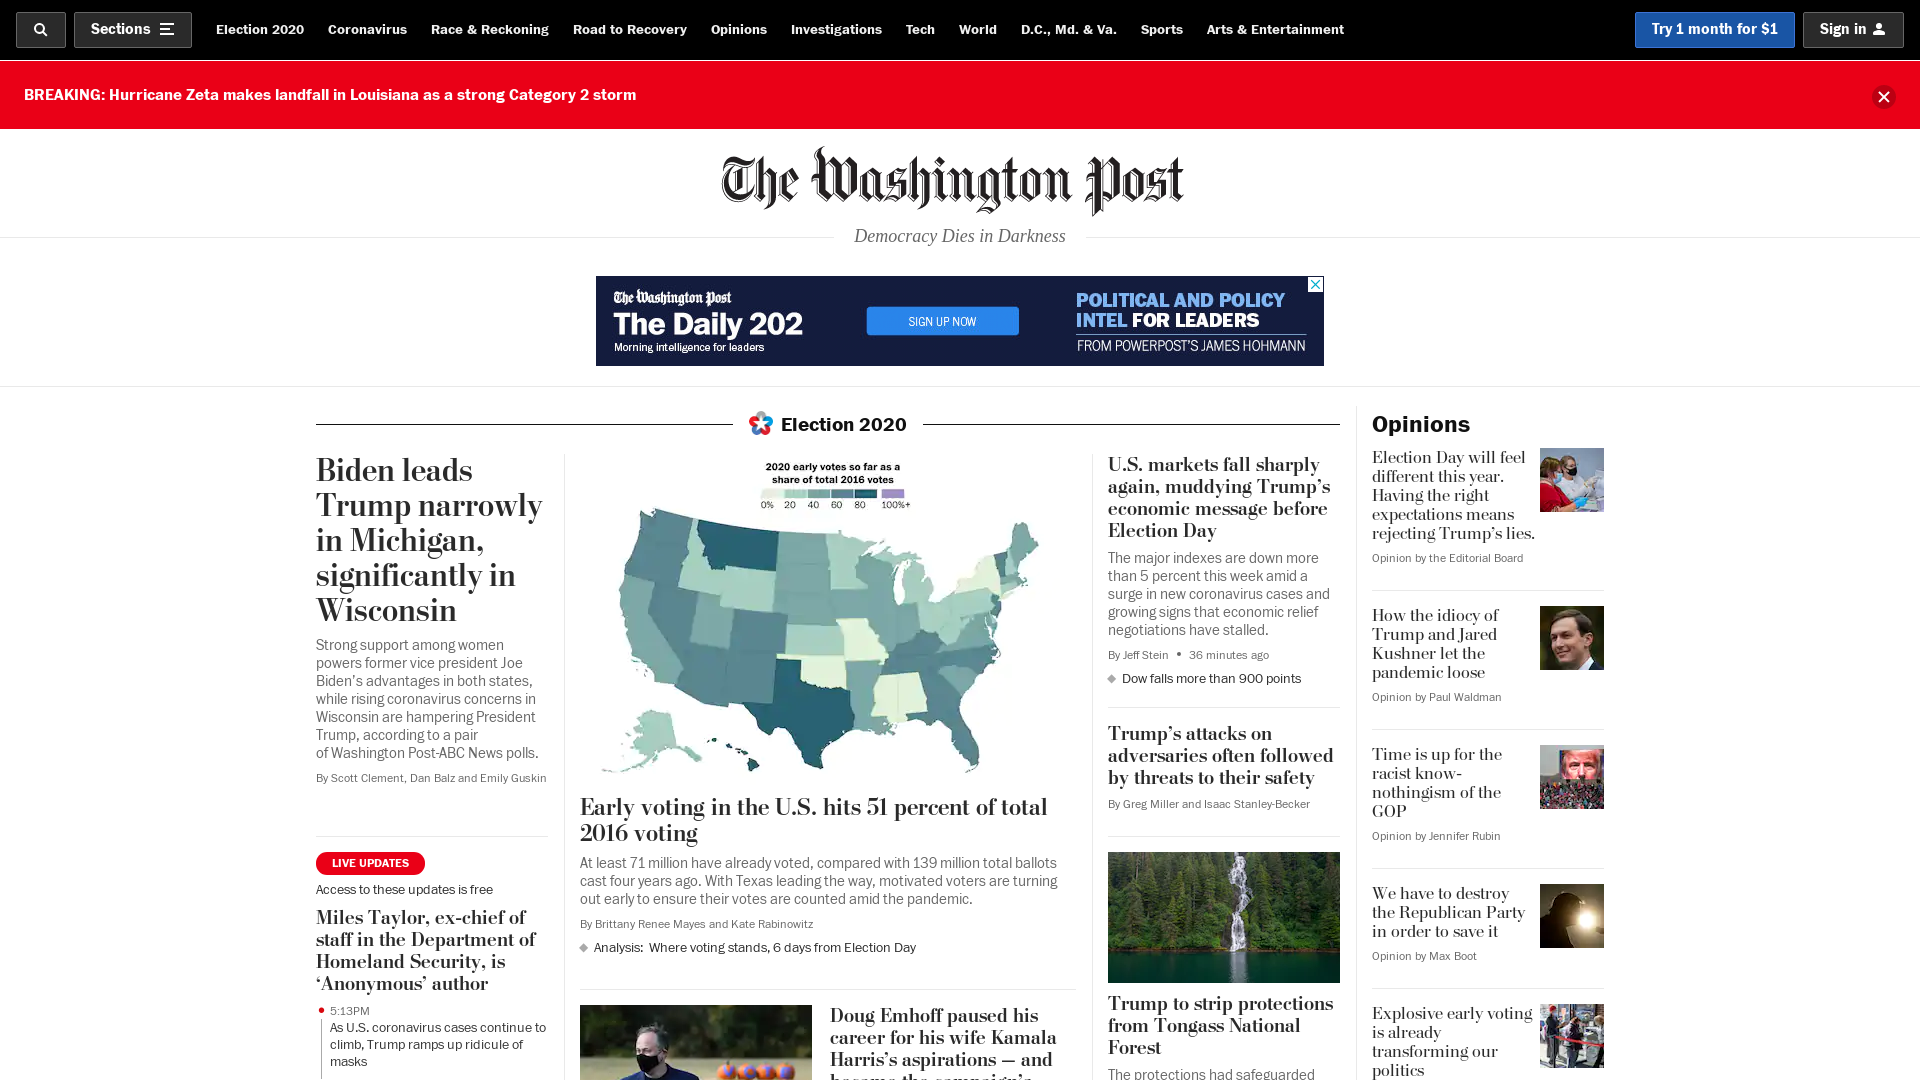 Sections
Election 2020
Coronavirus
Race & Reckoning
Road to Recovery
Opinions
Investigations
Tech
World
D.C., Md. & Va.
Sports
Arts & Entertainment
Try 1 month for $1
Sign in
BREAKING: Hurricane Zeta makes landfall in Louisiana as a strong Category 2 storm
The Washington Post
Democracy Dies in Darkness
The Washington Post
The Daily 202
Morning intelligence for leaders
SIGN UP NOW
POLITICAL AND POLICY
INTEL FOR LEADERS
FROM POWERPOST'S JAMES HOHMANN
Election 2020
Biden leads
Trump narrowly
in Michigan,
significantly in
Wisconsin
Strong support among women
powers former vice president Joe
Biden's advantages in both states,
while rising coronavirus concerns in
Wisconsin are hampering President
Trump, according to a pair
of Washington Post-ABC News polls.
By Scott Clement, Dan Balz and Emily Guskin
LIVE UPDATES
Access to these updates is free
Miles Taylor, ex-chief of
staff in the Department of
Homeland Security, is
‘Anonymous’ author
5:13PM
As U.S. coronavirus cases continue to
climb, Trump ramps up ridicule of
masks
2020 early votes so far as a
share of total 2016 votes
0% 20 40 60 80 100%+
Early voting in the U.S. hits 51 percent of total
2016 voting
At least 71 million have already voted, compared with 139 million total ballots
cast four years ago. With Texas leading the way, motivated voters are turning
out early to ensure their votes are counted amid the pandemic.
By Brittany Renee Mayes and Kate Rabinowitz
Analysis: Where voting stands, 6 days from Election Day
Doug Emhoff paused his
career for his wife Kamala
Harris's aspirations — and
became the campaign's
U.S. markets fall sharply
again, muddying Trump's
economic message before
Election Day
The major indexes are down more
than 5 percent this week amid a
surge in new coronavirus cases and
growing signs that economic relief
negotiations have stalled.
By Jeff Stein • 36 minutes ago
Dow falls more than 900 points
Trump's attacks on
adversaries often followed
by threats to their safety
By Greg Miller and Isaac Stanley-Becker
Trump to strip protections
from Tongass National
Forest
The protections had safeguarded
Opinions
Election Day will feel
different this year.
Having the right
expectations means
rejecting Trump's lies.
Opinion by the Editorial Board
How the idiocy of
Trump and Jared
Kushner let the
pandemic loose
Opinion by Paul Waldman
Time is up for the
racist know-
nothingism of the
GOP
Opinion by Jennifer Rubin
We have to destroy
the Republican Party
in order to save it
Opinion by Max Boot
Explosive early voting
is already
transforming our
politics